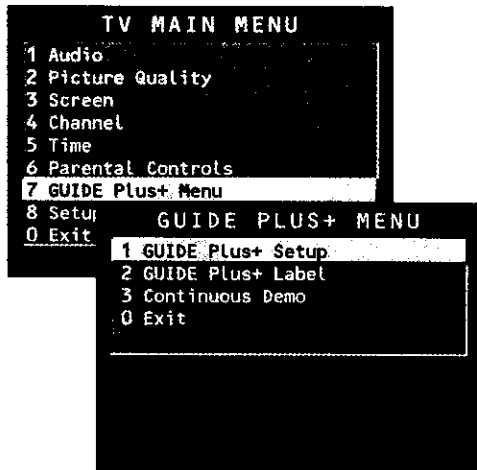 TV MAIN MENU
1 Audio
2 Picture Quality
3 Screen
4 Channel
5 Time
6 Parental Controls
7 GUIDE Plus+ Menu
8 Setup
0 Exit
GUIDE PLUS+ MENU
1 GUIDE Plus+ Setup
2 GUIDE Plus+ Label
3 Continuous Demo
0 Exit